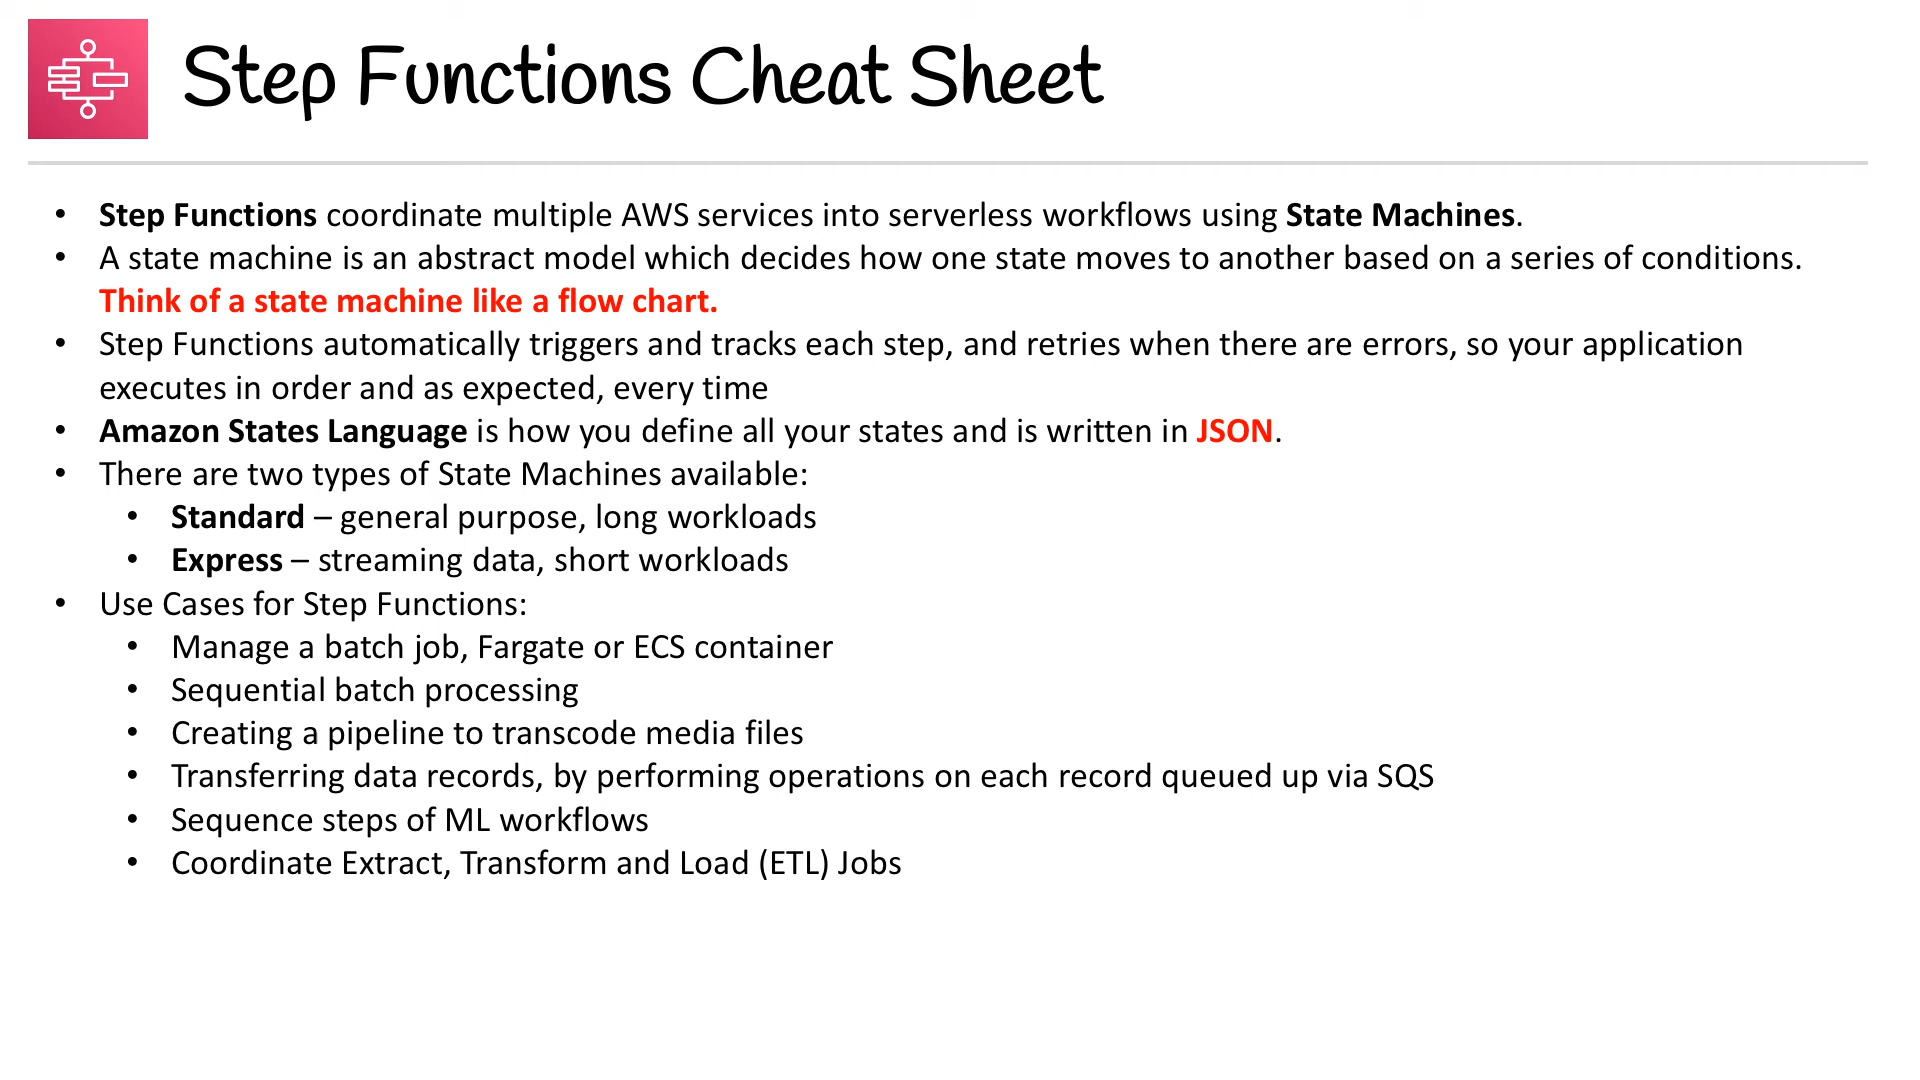 Step Functions Cheat Sheet
• Step Functions coordinate multiple AWS services into serverless workflows using State Machines.
• A state machine is an abstract model which decides how one state moves to another based on a series of conditions.
Think of a state machine like a flow chart.
• Step Functions automatically triggers and tracks each step, and retries when there are errors, so your application
executes in order and as expected, every time
• Amazon States Language is how you define all your states and is written in JSON.
• There are two types of State Machines available:
• Standard – general purpose, long workloads
• Express – streaming data, short workloads
• Use Cases for Step Functions:
• Manage a batch job, Fargate or ECS container
• Sequential batch processing
• Creating a pipeline to transcode media files
• Transferring data records, by performing operations on each record queued up via SQS
• Sequence steps of ML workflows
• Coordinate Extract, Transform and Load (ETL) Jobs